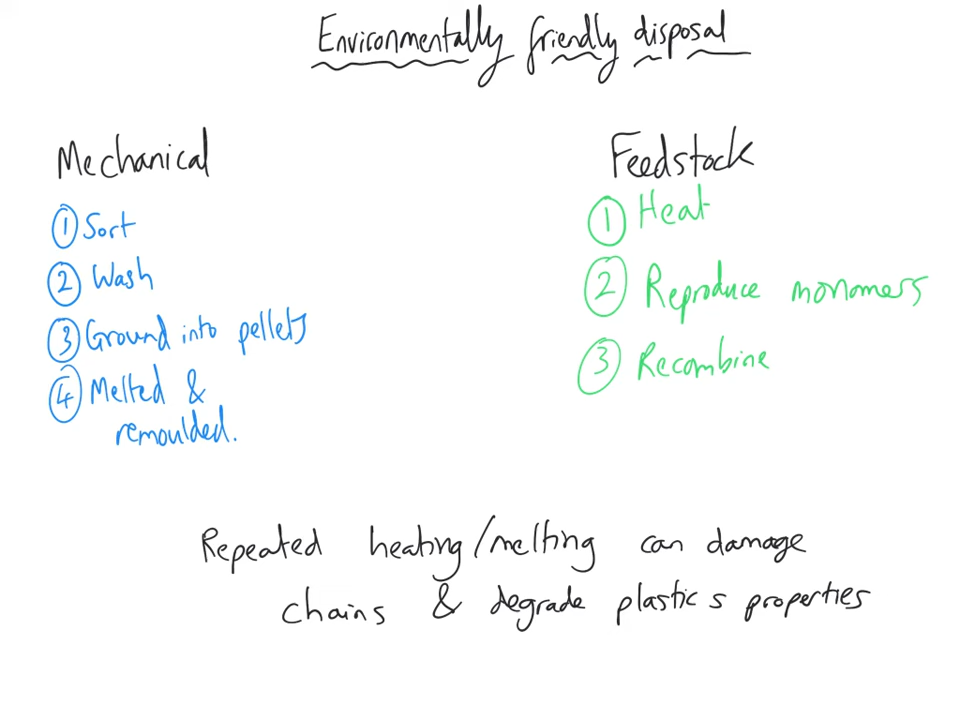 Environmentally friendly disposal
Mechanical
① Sort
② Wash
③ Ground into pellets
④ Melted &
remoulded.
Feedstock
① Heat
② Reproduce monomers
③ Recombine
Repeated heating/melting can damage
chains & degrade plastics properties